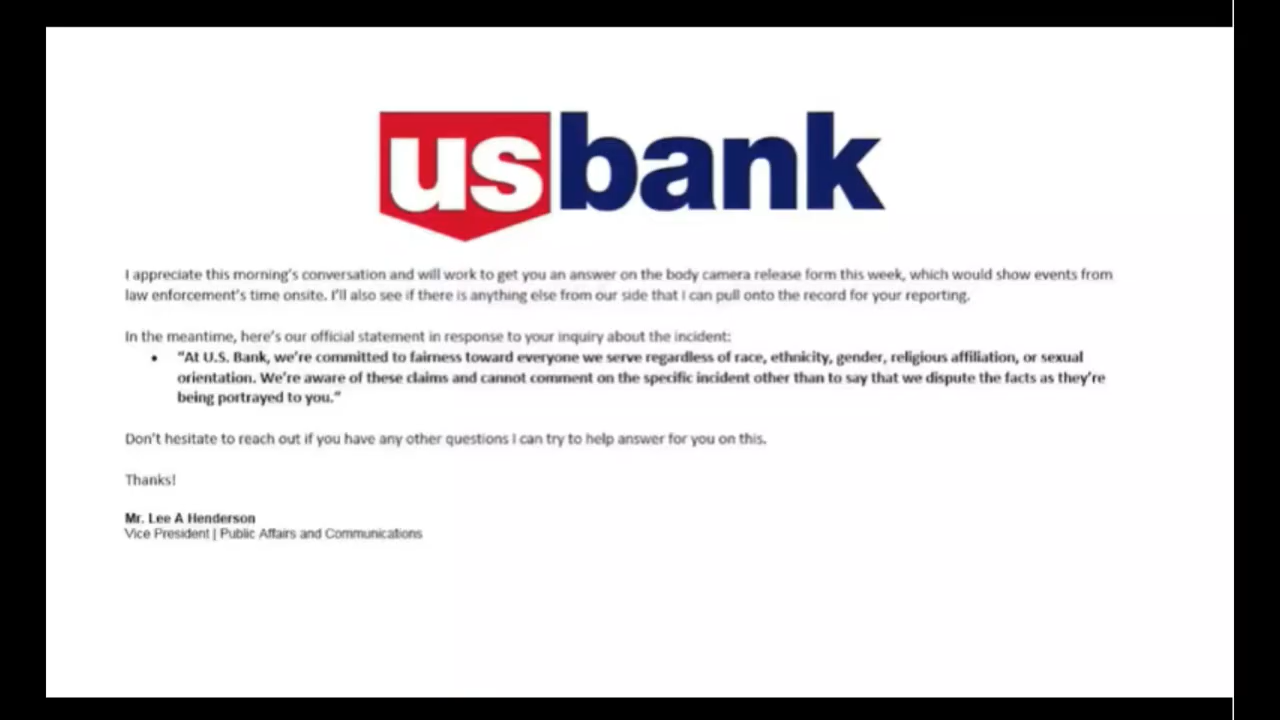 usbank
I appreciate this morning's conversation and will work to get you an answer on the body camera release form this week, which would show events from
law enforcement's time onsite. I'll also see if there is anything else from our side that I can pull onto the record for your reporting.
In the meantime, here's our official statement in response to your inquiry about the incident:
• "At U.S. Bank, we're committed to fairness toward everyone we serve regardless of race, ethnicity, gender, religious affiliation, or sexual
orientation. We're aware of these claims and cannot comment on the specific incident other than to say that we dispute the facts as they're
being portrayed to you."
Don't hesitate to reach out if you have any other questions I can try to help answer for you on this.
Thanks!
Mr. Lee A Henderson
Vice President | Public Affairs and Communications